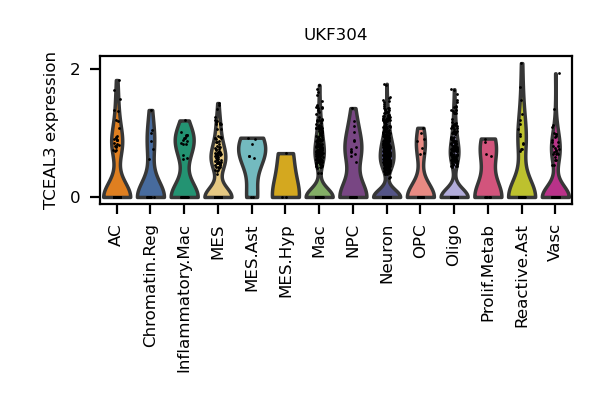 UKF304
TCEAL3 expression
2
0
AC
Chromatin.Reg
Inflammatory.Mac
MES
MES.Ast
MES.Hyp
Mac
NPC
Neuron
OPC
Oligo
Prolif.Metab
Reactive.Ast
Vasc